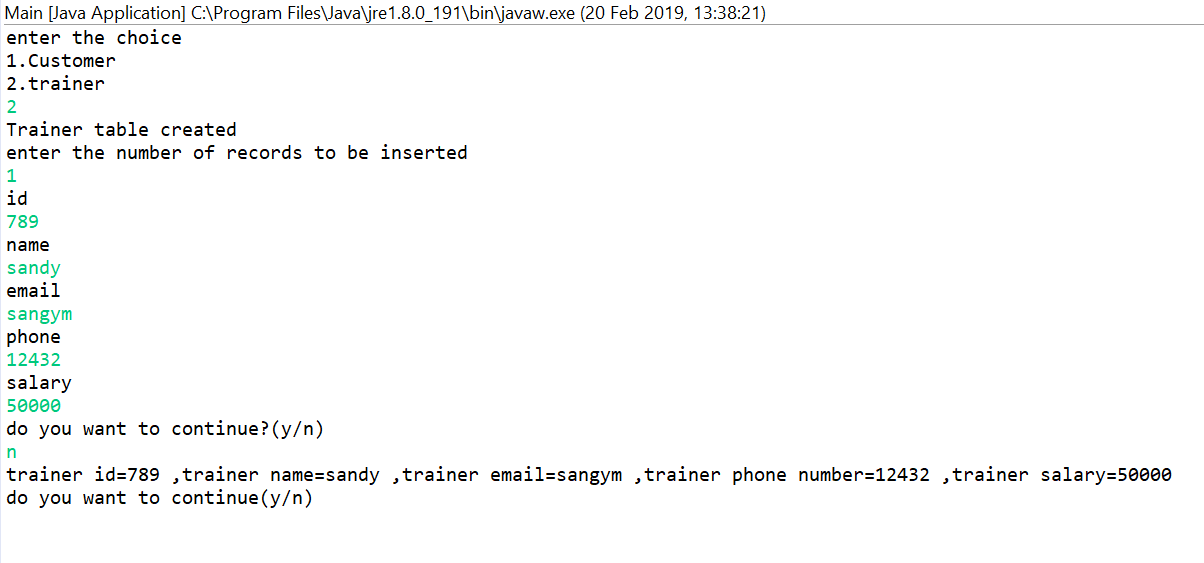 Main [Java Application] C:\Program Files\Java\jre1.8.0_191\bin\javaw.exe (20 Feb 2019, 13:38:21)
enter the choice
1.Customer
2.trainer
2
Trainer table created
enter the number of records to be inserted
1
id
789
name
sandy
email
sangym
phone
12432
salary
50000
do you want to continue?(y/n)
n
trainer id=789 ,trainer name=sandy ,trainer email=sangym ,trainer phone number=12432 ,trainer salary=50000
do you want to continue(y/n)